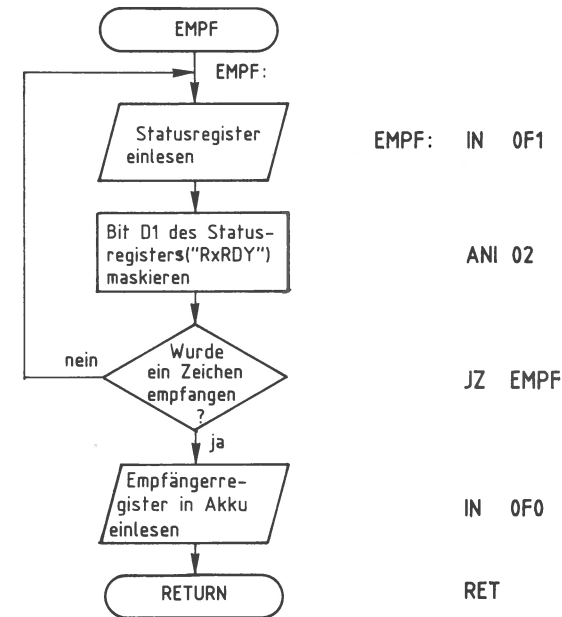 EMPF
EMPF:
Statusregister
einlesen
EMPF: IN 0F1
Bit D1 des Status-
registers("RxRDY")
maskieren
ANI 02
nein
Wurde
ein Zeichen
empfangen
?
JZ EMPF
ja
Empfängerre-
gister in Akku
einlesen
IN 0F0
RETURN
RET